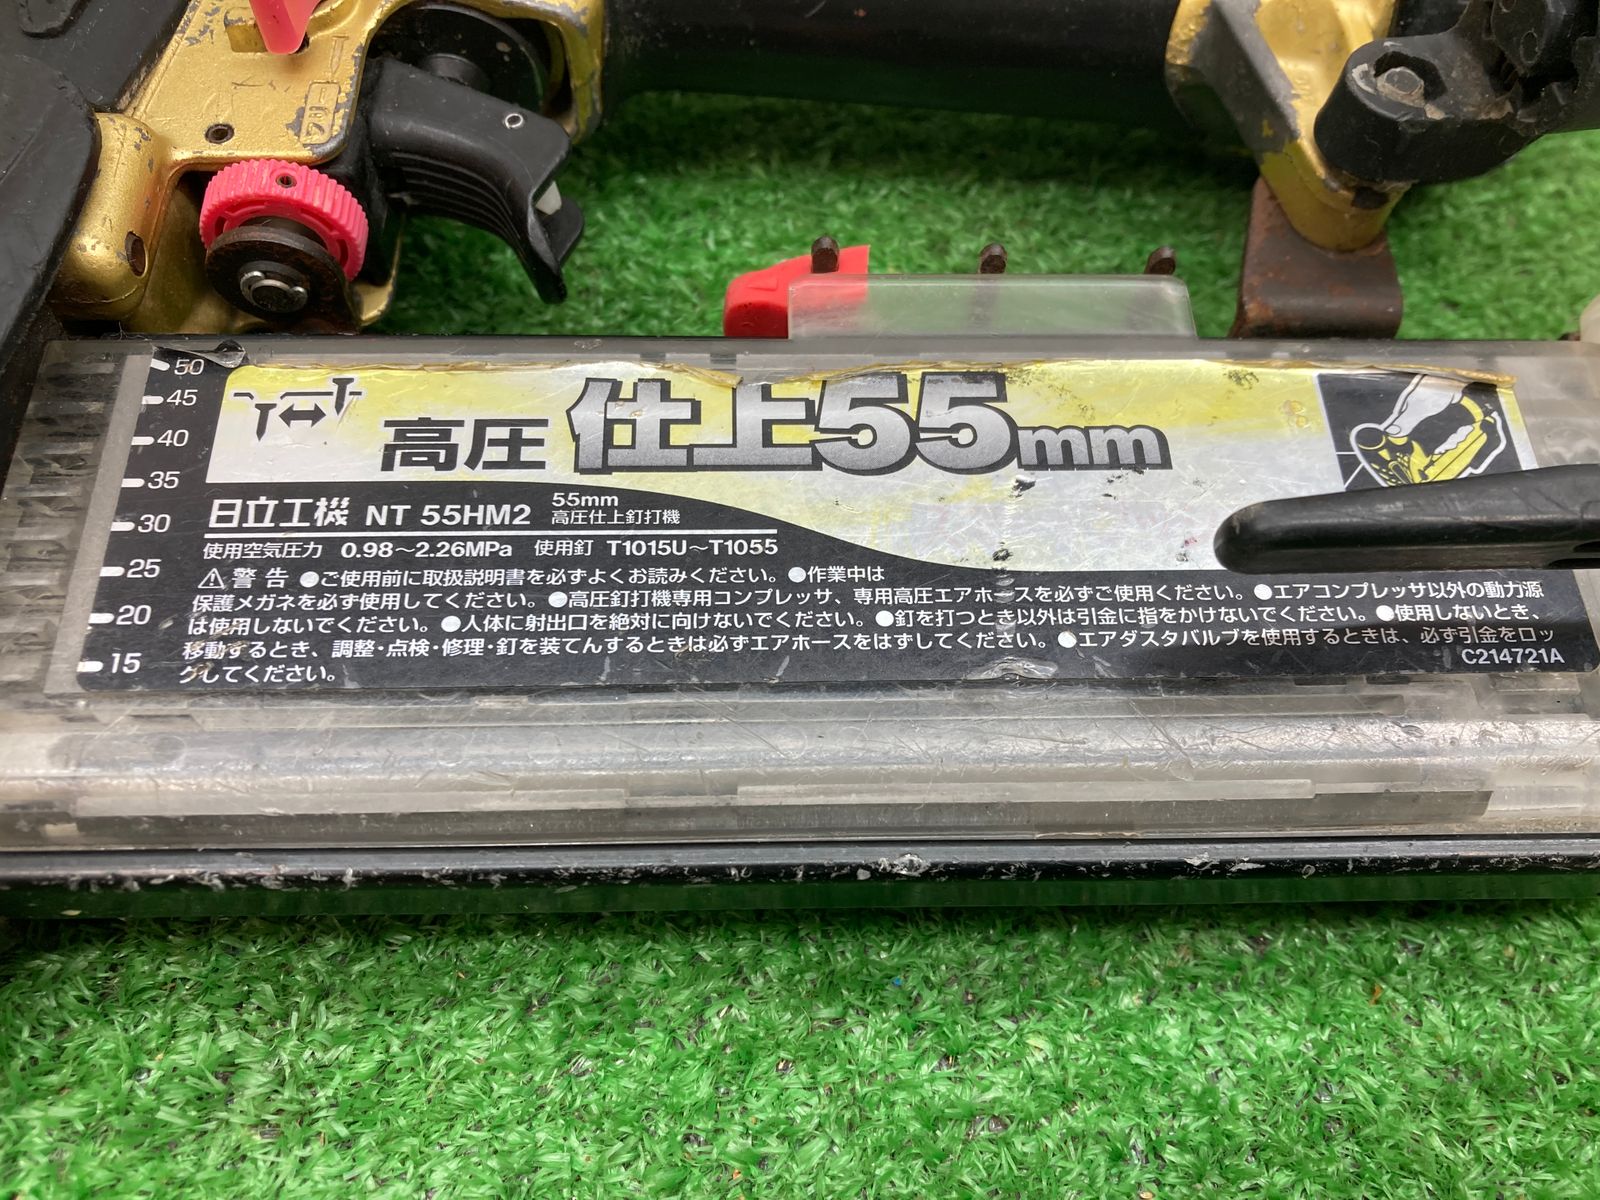 50
45
40
35
30
25
20
15
高圧 仕上55mm
日立工機 NT 55HM2 55mm
高圧仕上釘打機
使用空気圧力 0.98～2.26MPa 使用釘 T1015U～T1055
警告 ●ご使用前に取扱説明書を必ずよくお読みください。●作業中は
保護メガネを必ず使用してください。●高圧釘打機専用コンプレッサ、専用高圧エアホースを必ずご使用ください。●エアコンプレッサ以外の動力源
は使用しないでください。●人体に射出口を絶対に向けないでください。●釘を打つとき以外は引金に指をかけないでください。●使用しないとき、
移動するとき、調整・点検・修理・釘を装てんするときは必ずエアホースをはずしてください。●エアダスタバルブを使用するときは、必ず引金をロッ
クしてください。
C214721A